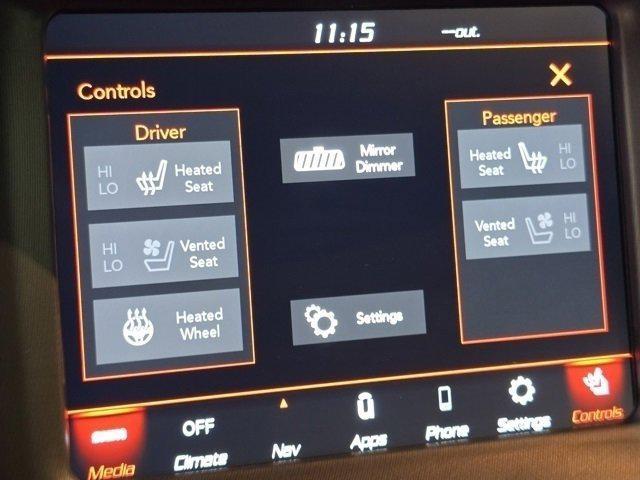 11:15
--out.
Controls
Driver
Passenger
HI
LO
Heated
Seat
Mirror
Dimmer
Heated
Seat
HI
LO
HI
LO
Vented
Seat
Vented
Seat
HI
LO
Heated
Wheel
Settings
OFF
Media
Climate
Nav
Apps
Phone
Settings
Controls